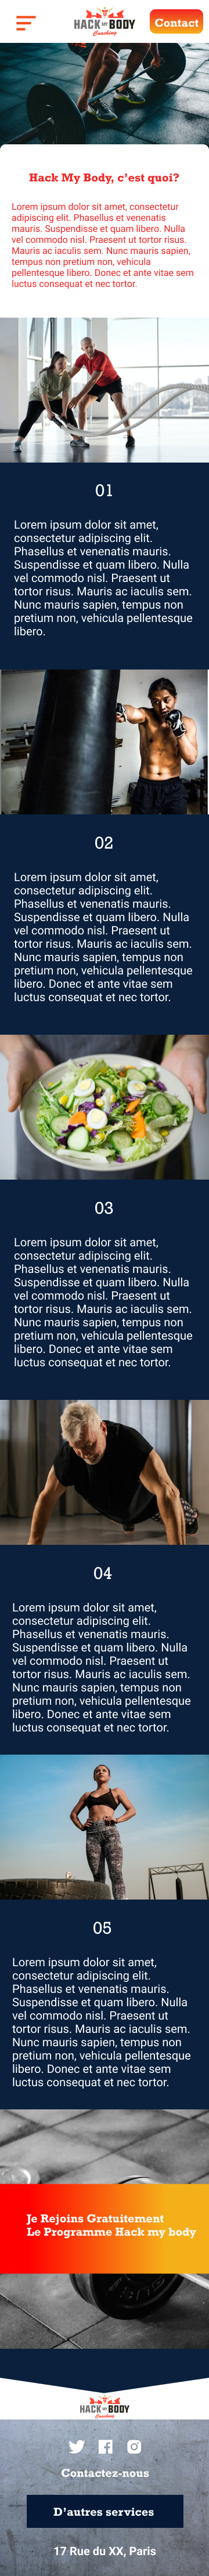 HACK MY BODY
Coaching
Contact
Hack My Body, c’est quoi?
Lorem ipsum dolor sit amet, consectetur
adipiscing elit. Phasellus et venenatis
mauris. Suspendisse et quam libero. Nulla
vel commodo nisl. Praesent ut tortor risus.
Mauris ac iaculis sem. Nunc mauris sapien,
tempus non pretium non, vehicula
pellentesque libero. Donec et ante vitae sem
luctus consequat et nec tortor.
01
Lorem ipsum dolor sit amet,
consectetur adipiscing elit.
Phasellus et venenatis mauris.
Suspendisse et quam libero. Nulla
vel commodo nisl. Praesent ut
tortor risus. Mauris ac iaculis sem.
Nunc mauris sapien, tempus non
pretium non, vehicula pellentesque
libero.
02
Lorem ipsum dolor sit amet,
consectetur adipiscing elit.
Phasellus et venenatis mauris.
Suspendisse et quam libero. Nulla
vel commodo nisl. Praesent ut
tortor risus. Mauris ac iaculis sem.
Nunc mauris sapien, tempus non
pretium non, vehicula pellentesque
libero. Donec et ante vitae sem
luctus consequat et nec tortor.
03
Lorem ipsum dolor sit amet,
consectetur adipiscing elit.
Phasellus et venenatis mauris.
Suspendisse et quam libero. Nulla
vel commodo nisl. Praesent ut
tortor risus. Mauris ac iaculis sem.
Nunc mauris sapien, tempus non
pretium non, vehicula pellentesque
libero. Donec et ante vitae sem
luctus consequat et nec tortor.
04
Lorem ipsum dolor sit amet,
consectetur adipiscing elit.
Phasellus et venenatis mauris.
Suspendisse et quam libero. Nulla
vel commodo nisl. Praesent ut
tortor risus. Mauris ac iaculis sem.
Nunc mauris sapien, tempus non
pretium non, vehicula pellentesque
libero. Donec et ante vitae sem
luctus consequat et nec tortor.
05
Lorem ipsum dolor sit amet,
consectetur adipiscing elit.
Phasellus et venenatis mauris.
Suspendisse et quam libero. Nulla
vel commodo nisl. Praesent ut
tortor risus. Mauris ac iaculis sem.
Nunc mauris sapien, tempus non
pretium non, vehicula pellentesque
libero. Donec et ante vitae sem
luctus consequat et nec tortor.
Je Rejoins Gratuitement
Le Programme Hack my body
HACK MY BODY
Coaching
Contactez-nous
D’autres services
17 Rue du XX, Paris